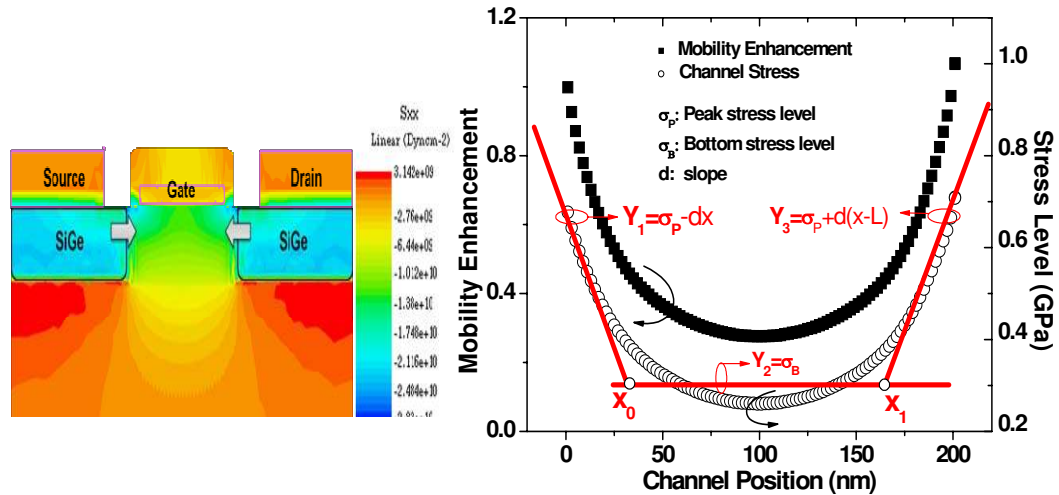 Sxx
Linear (Dyncm-2)
3.142e+09
-2.76e+09
-6.44e+09
-1.012e+10
-1.380e+10
-1.748e+10
-2.116e+10
-2.484e+10
Source
Gate
Drain
SiGe
SiGe
Mobility Enhancement
1.2
0.8
0.4
0.0
■ Mobility Enhancement
○ Channel Stress
σP: Peak stress level
σB: Bottom stress level
d: slope
Y1=σP-dx
Y3=σP+d(x-L)
Y2=σB
X0
X1
1.0
0.8
0.6
0.4
0.2
Stress Level (GPa)
0
50
100
150
200
Channel Position (nm)